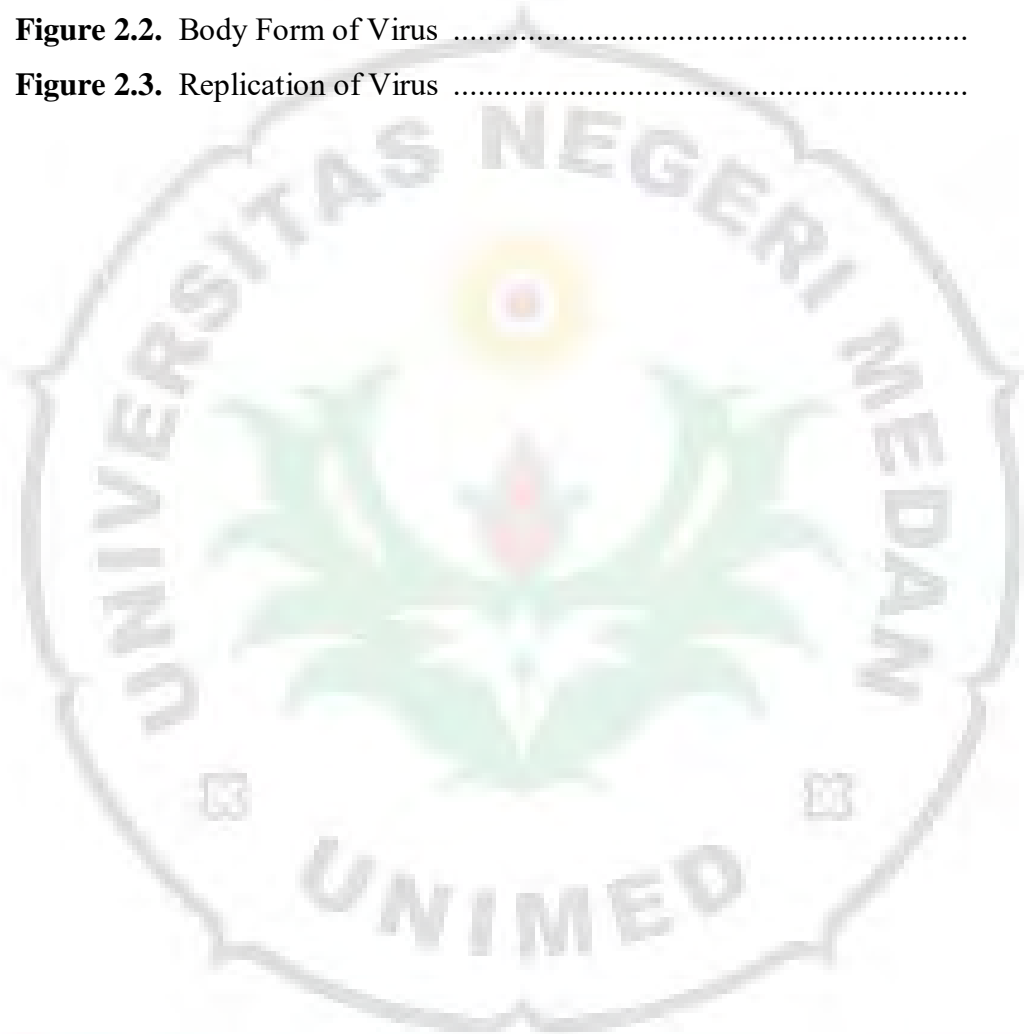 Figure 2.2. Body Form of Virus ...............................................................
Figure 2.3. Replication of Virus ...............................................................
UNIVERSITAS NEGERI MEDAN
UNIMED